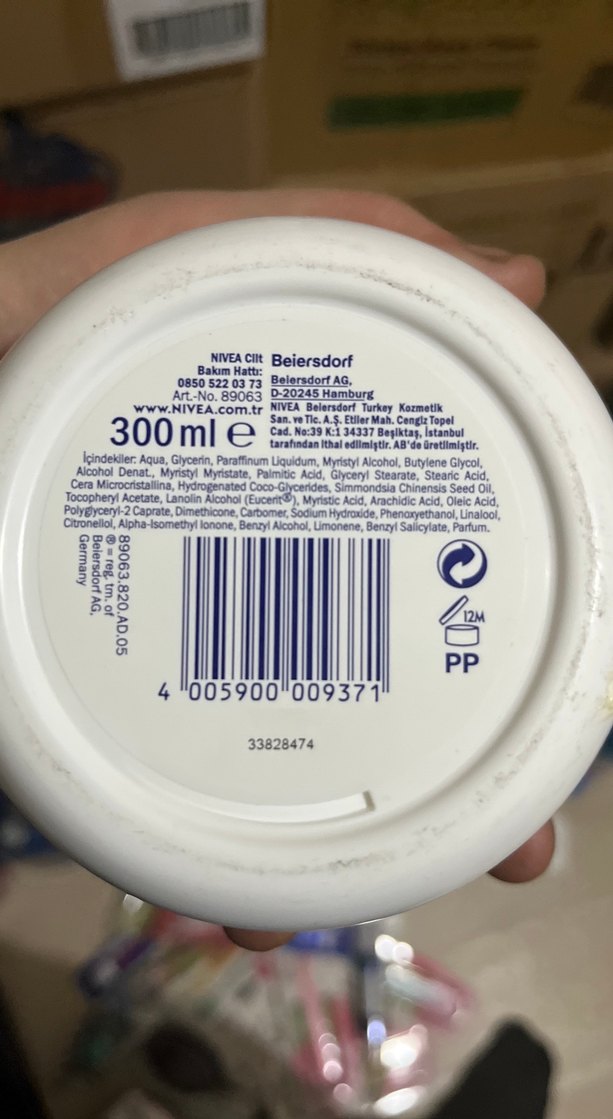 NIVEA Cilt
Bakım Hattı:
0850 522 03 73
Art.-No. 89063
www.NIVEA.com.tr
300 ml e
Beiersdorf
Beiersdorf AG,
D-20245 Hamburg
NIVEA Beiersdorf Turkey Kozmetik
San. ve Tic. A.Ş. Etiler Mah. Cengiz Topel
Cad. No:39 K:1 34337 Beşiktaş, İstanbul
tarafından ithal edilmiştir. AB'de üretilmiştir.
İçindekiler: Aqua, Glycerin, Paraffinum Liquidum, Myristyl Alcohol, Butylene Glycol,
Alcohol Denat., Myristyl Myristate, Palmitic Acid, Glyceryl Stearate, Stearic Acid,
Cera Microcristallina, Hydrogenated Coco-Glycerides, Simmondsia Chinensis Seed Oil,
Tocopheryl Acetate, Lanolin Alcohol (Eucerit®), Myristic Acid, Arachidic Acid, Oleic Acid,
Polyglyceryl-2 Caprate, Dimethicone, Carbomer, Sodium Hydroxide, Phenoxyethanol, Linalool,
Citronellol, Alpha-Isomethyl Ionone, Benzyl Alcohol, Limonene, Benzyl Salicylate, Parfum.
89063.820.AD.05
® = reg. tm. of
Beiersdorf AG,
Germany
12M
PP
4 005900 009371
33828474